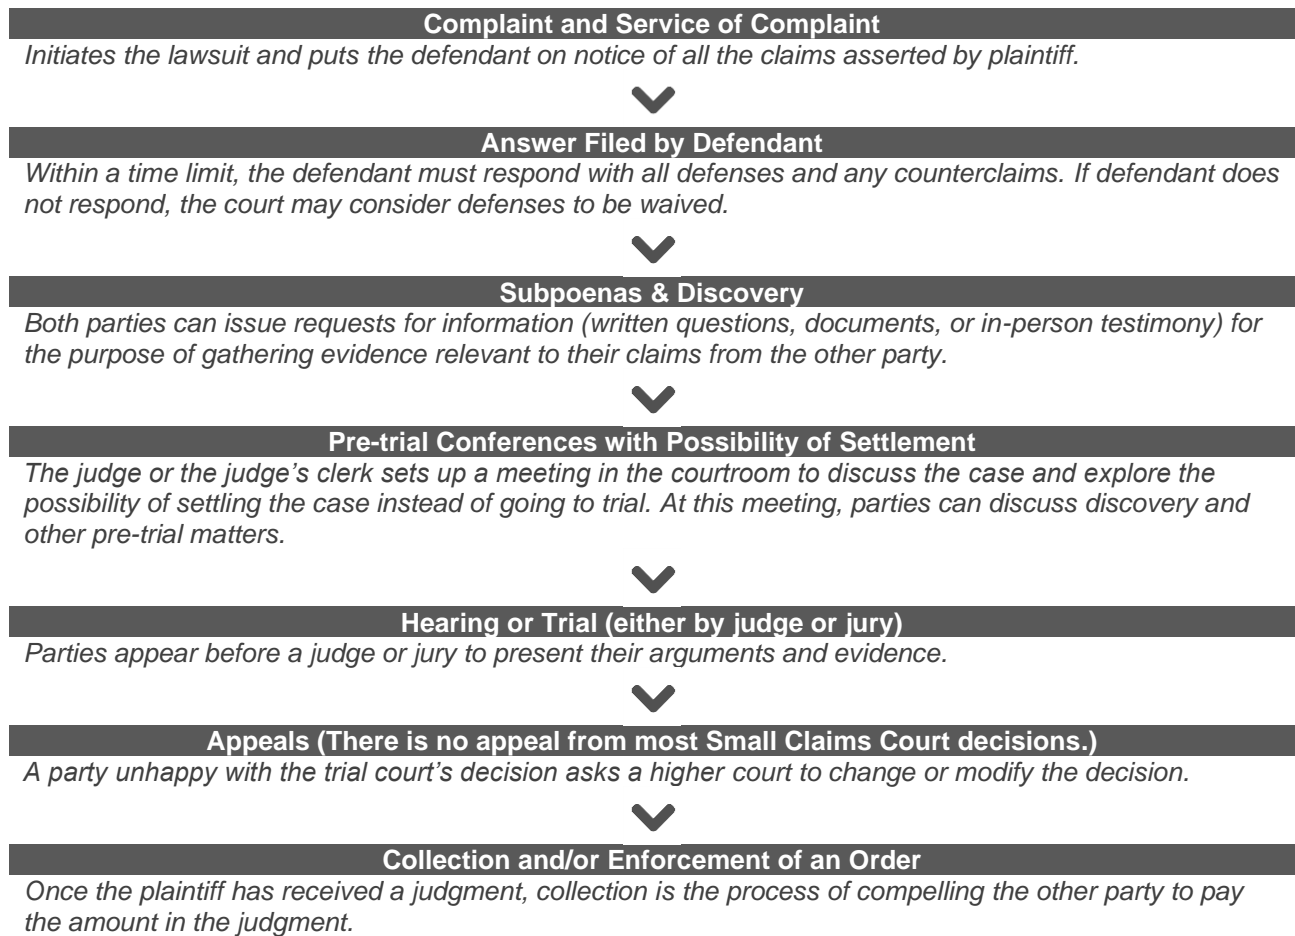 Complaint and Service of Complaint
Initiates the lawsuit and puts the defendant on notice of all the claims asserted by plaintiff.
Answer Filed by Defendant
Within a time limit, the defendant must respond with all defenses and any counterclaims. If defendant does
not respond, the court may consider defenses to be waived.
Subpoenas & Discovery
Both parties can issue requests for information (written questions, documents, or in-person testimony) for
the purpose of gathering evidence relevant to their claims from the other party.
Pre-trial Conferences with Possibility of Settlement
The judge or the judge’s clerk sets up a meeting in the courtroom to discuss the case and explore the
possibility of settling the case instead of going to trial. At this meeting, parties can discuss discovery and
other pre-trial matters.
Hearing or Trial (either by judge or jury)
Parties appear before a judge or jury to present their arguments and evidence.
Appeals (There is no appeal from most Small Claims Court decisions.)
A party unhappy with the trial court’s decision asks a higher court to change or modify the decision.
Collection and/or Enforcement of an Order
Once the plaintiff has received a judgment, collection is the process of compelling the other party to pay
the amount in the judgment.